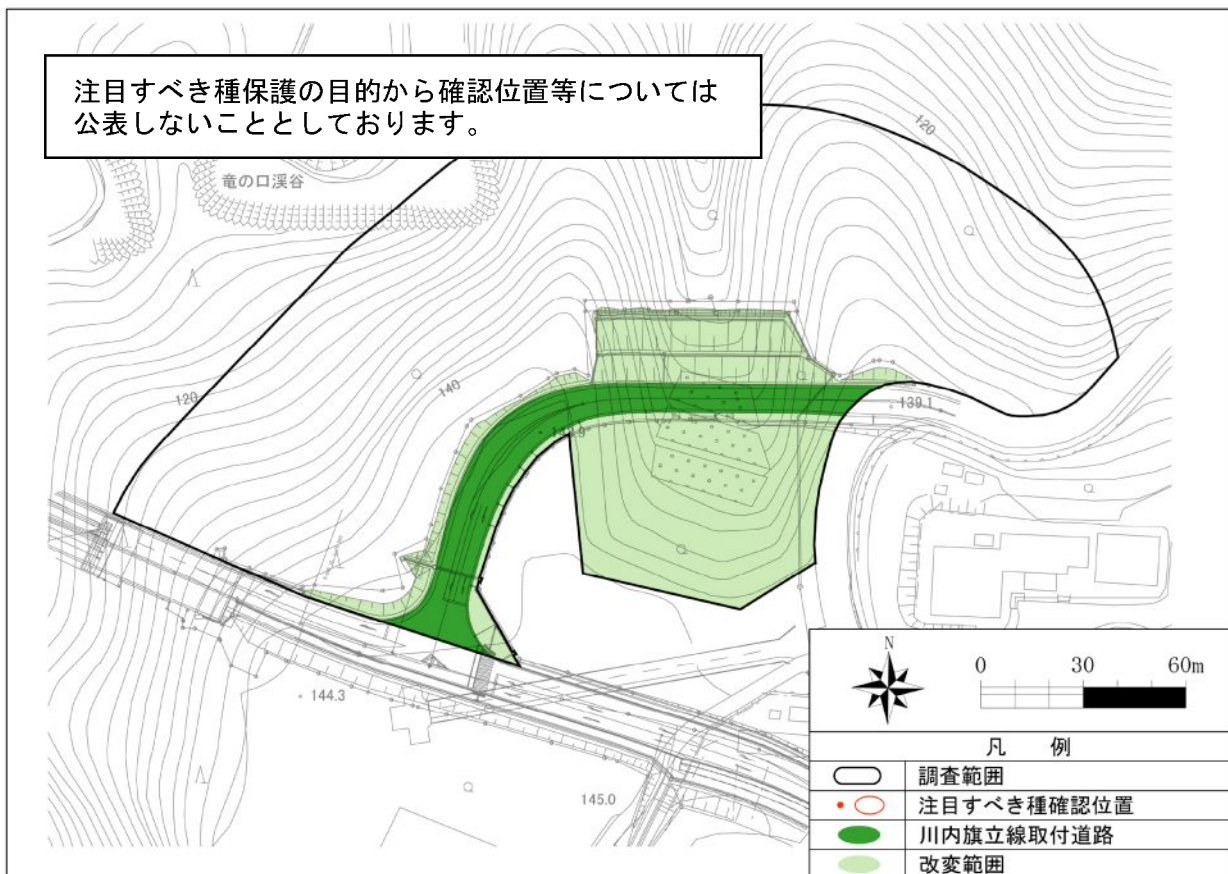 注目すべき種保護の目的から確認位置等については
公表しないこととしております。
竜の口渓谷
120
120
140
139.1
144.3
145.0
N
0 30 60m
凡 例
調査範囲
注目すべき種確認位置
川内旗立線取付道路
改変範囲